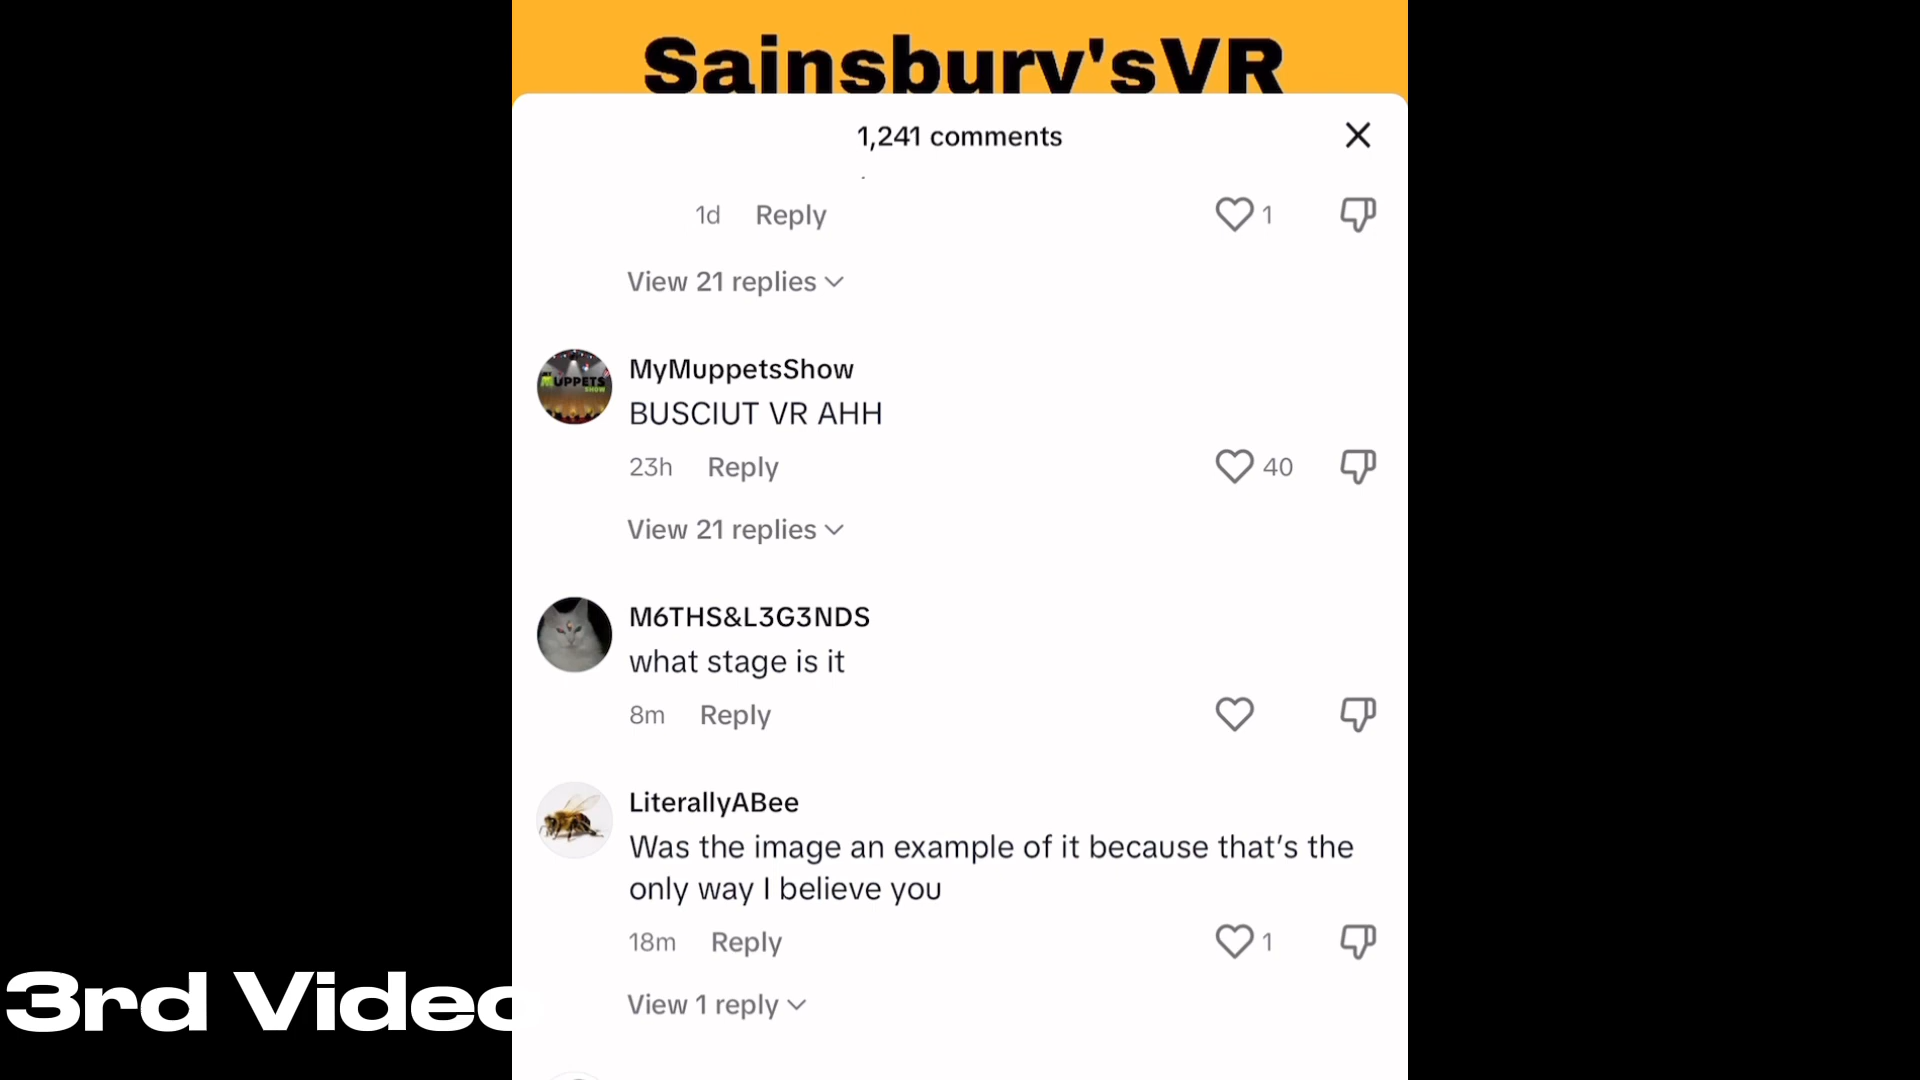 Sainsbury'sVR
1,241 comments
1d Reply 1
View 21 replies
MUPPETS
SHOW
MyMuppetsShow
BUSCIUT VR AHH
23h Reply 40
View 21 replies
M6THS&L3G3NDS
what stage is it
8m Reply
LiterallyABee
Was the image an example of it because that's the
only way I believe you
18m Reply 1
View 1 reply
3rd Video